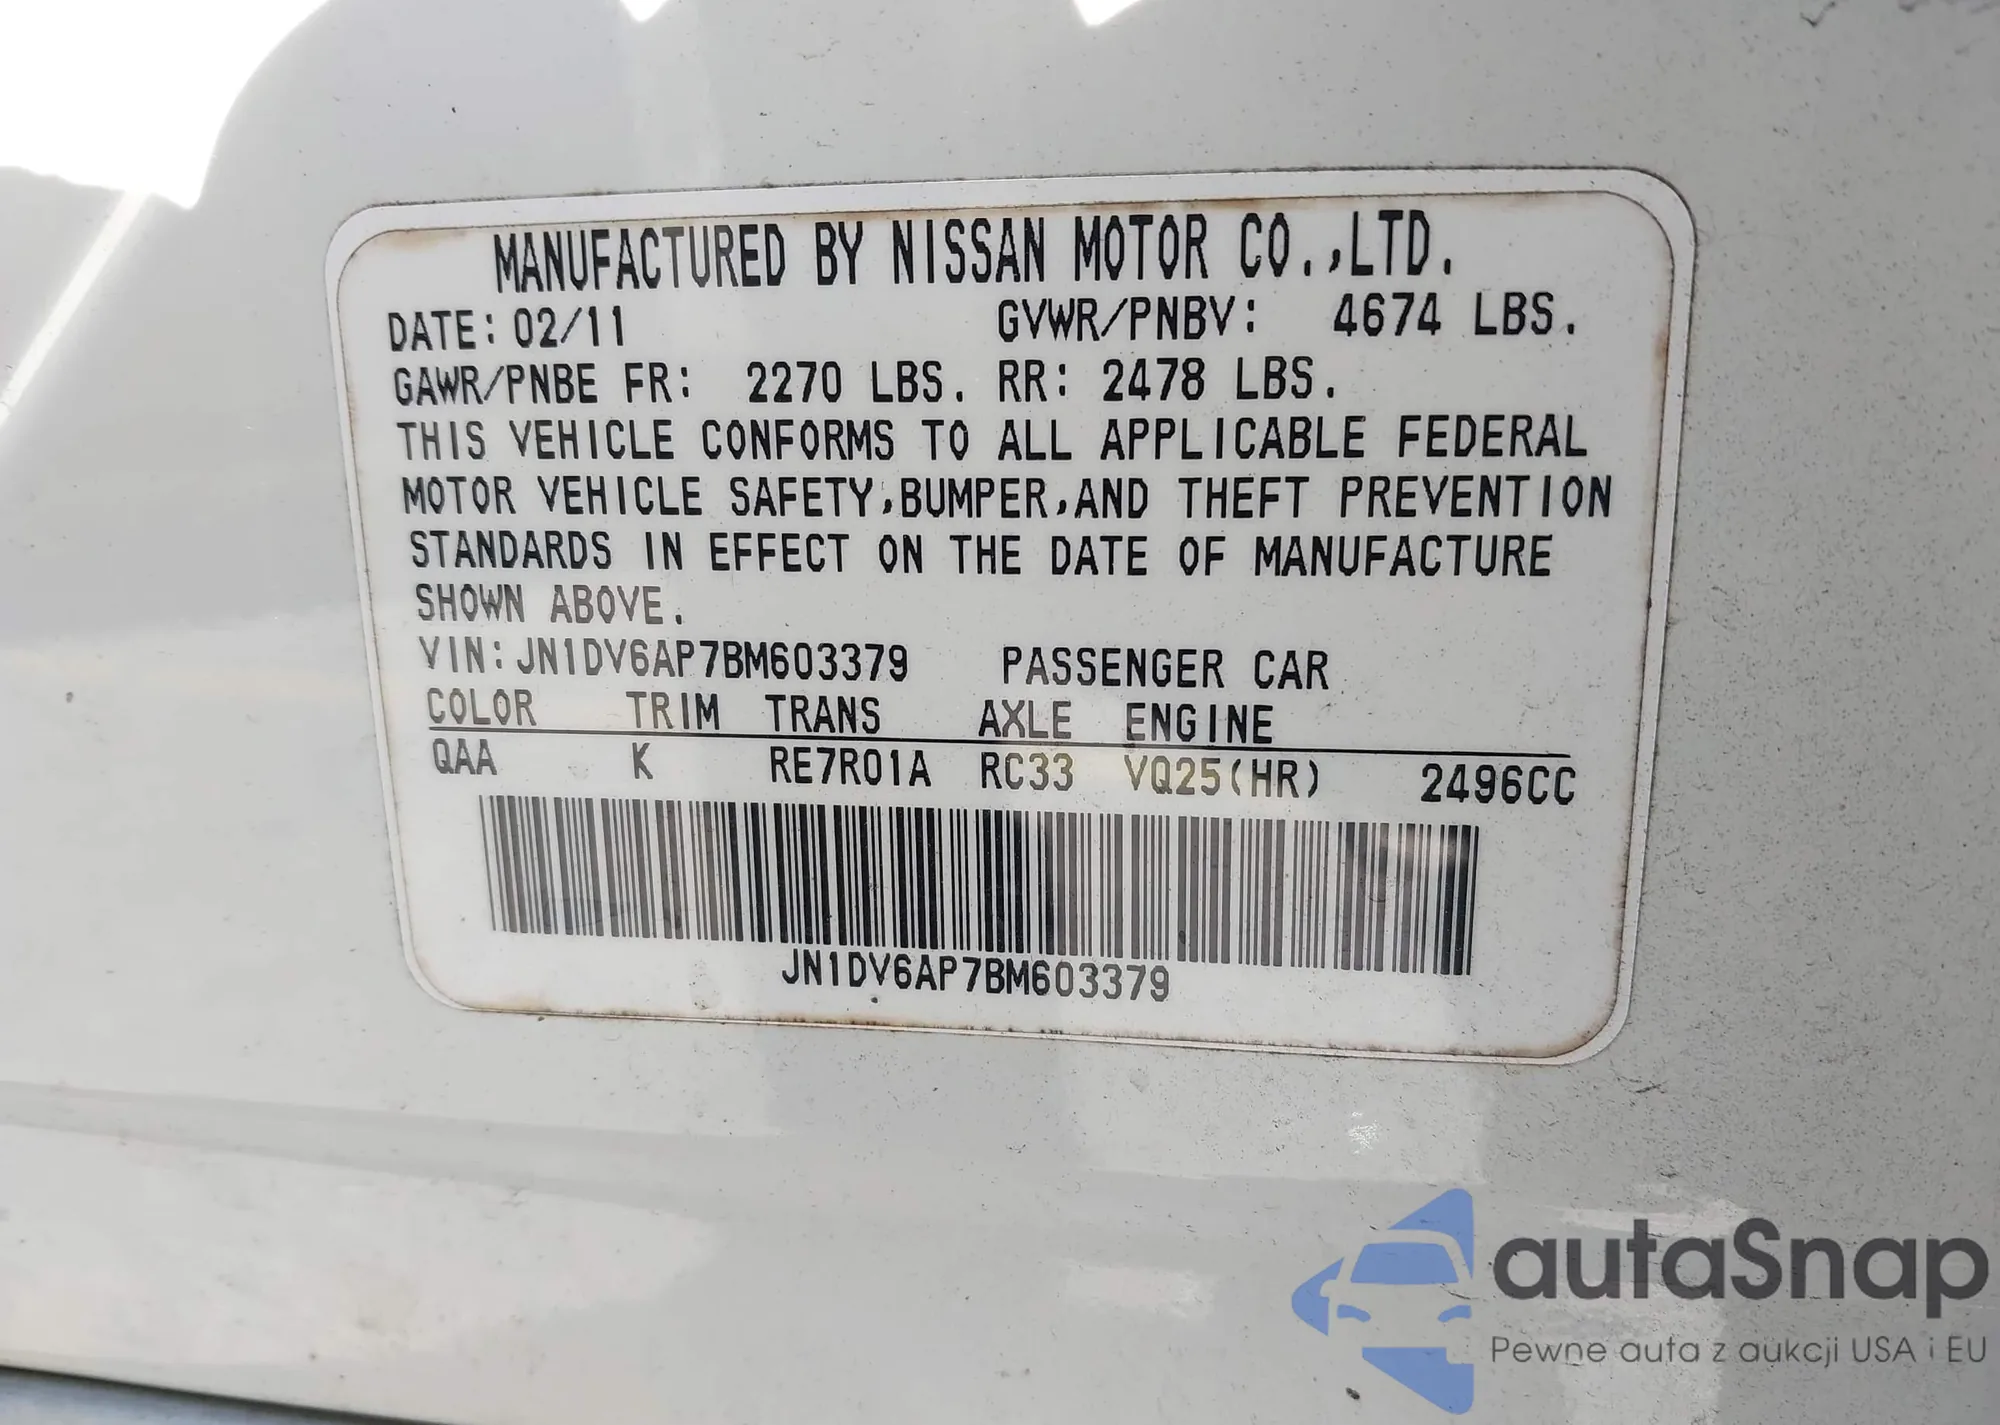 MANUFACTURED BY NISSAN MOTOR CO.,LTD.
DATE: 02/11 GVWR/PNBV: 4674 LBS.
GAWR/PNBE FR: 2270 LBS. RR: 2478 LBS.
THIS VEHICLE CONFORMS TO ALL APPLICABLE FEDERAL
MOTOR VEHICLE SAFETY,BUMPER,AND THEFT PREVENTION
STANDARDS IN EFFECT ON THE DATE OF MANUFACTURE
SHOWN ABOVE.
VIN: JN1DV6AP7BM603379 PASSENGER CAR
COLOR TRIM TRANS AXLE ENGINE
QAA K RE7R01A RC33 VQ25(HR) 2496CC
JN1DV6AP7BM603379
autaSnap
Pewne auta z aukcji USA i EU